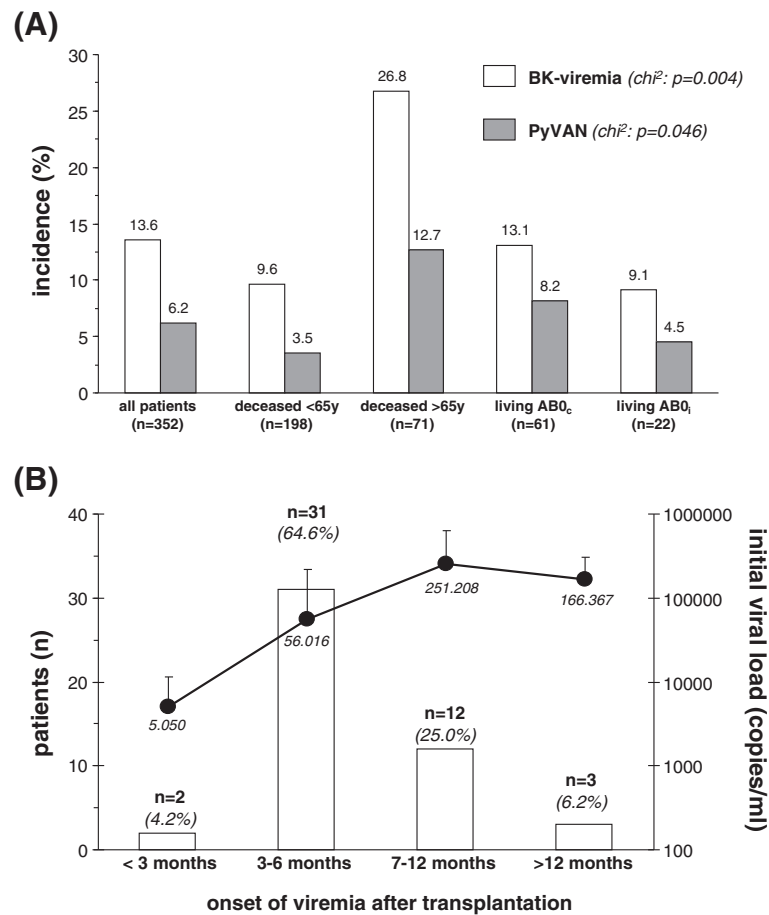 (A)
incidence (%)
30
25
20
15
10
5
0
BK-viremia (chi²: p=0.004)
PyVAN (chi²: p=0.046)
13.6
6.2
9.6
3.5
26.8
12.7
13.1
8.2
9.1
4.5
all patients
(n=352)
deceased <65y
(n=198)
deceased >65y
(n=71)
living AB0c
(n=61)
living AB0i
(n=22)
(B)
patients (n)
40
30
20
10
0
n=2
(4.2%)
5.050
n=31
(64.6%)
56.016
n=12
(25.0%)
251.208
n=3
(6.2%)
166.367
1000000
100000
10000
1000
100
initial viral load
(copies/ml)
< 3 months
3-6 months
7-12 months
>12 months
onset of viremia after transplantation